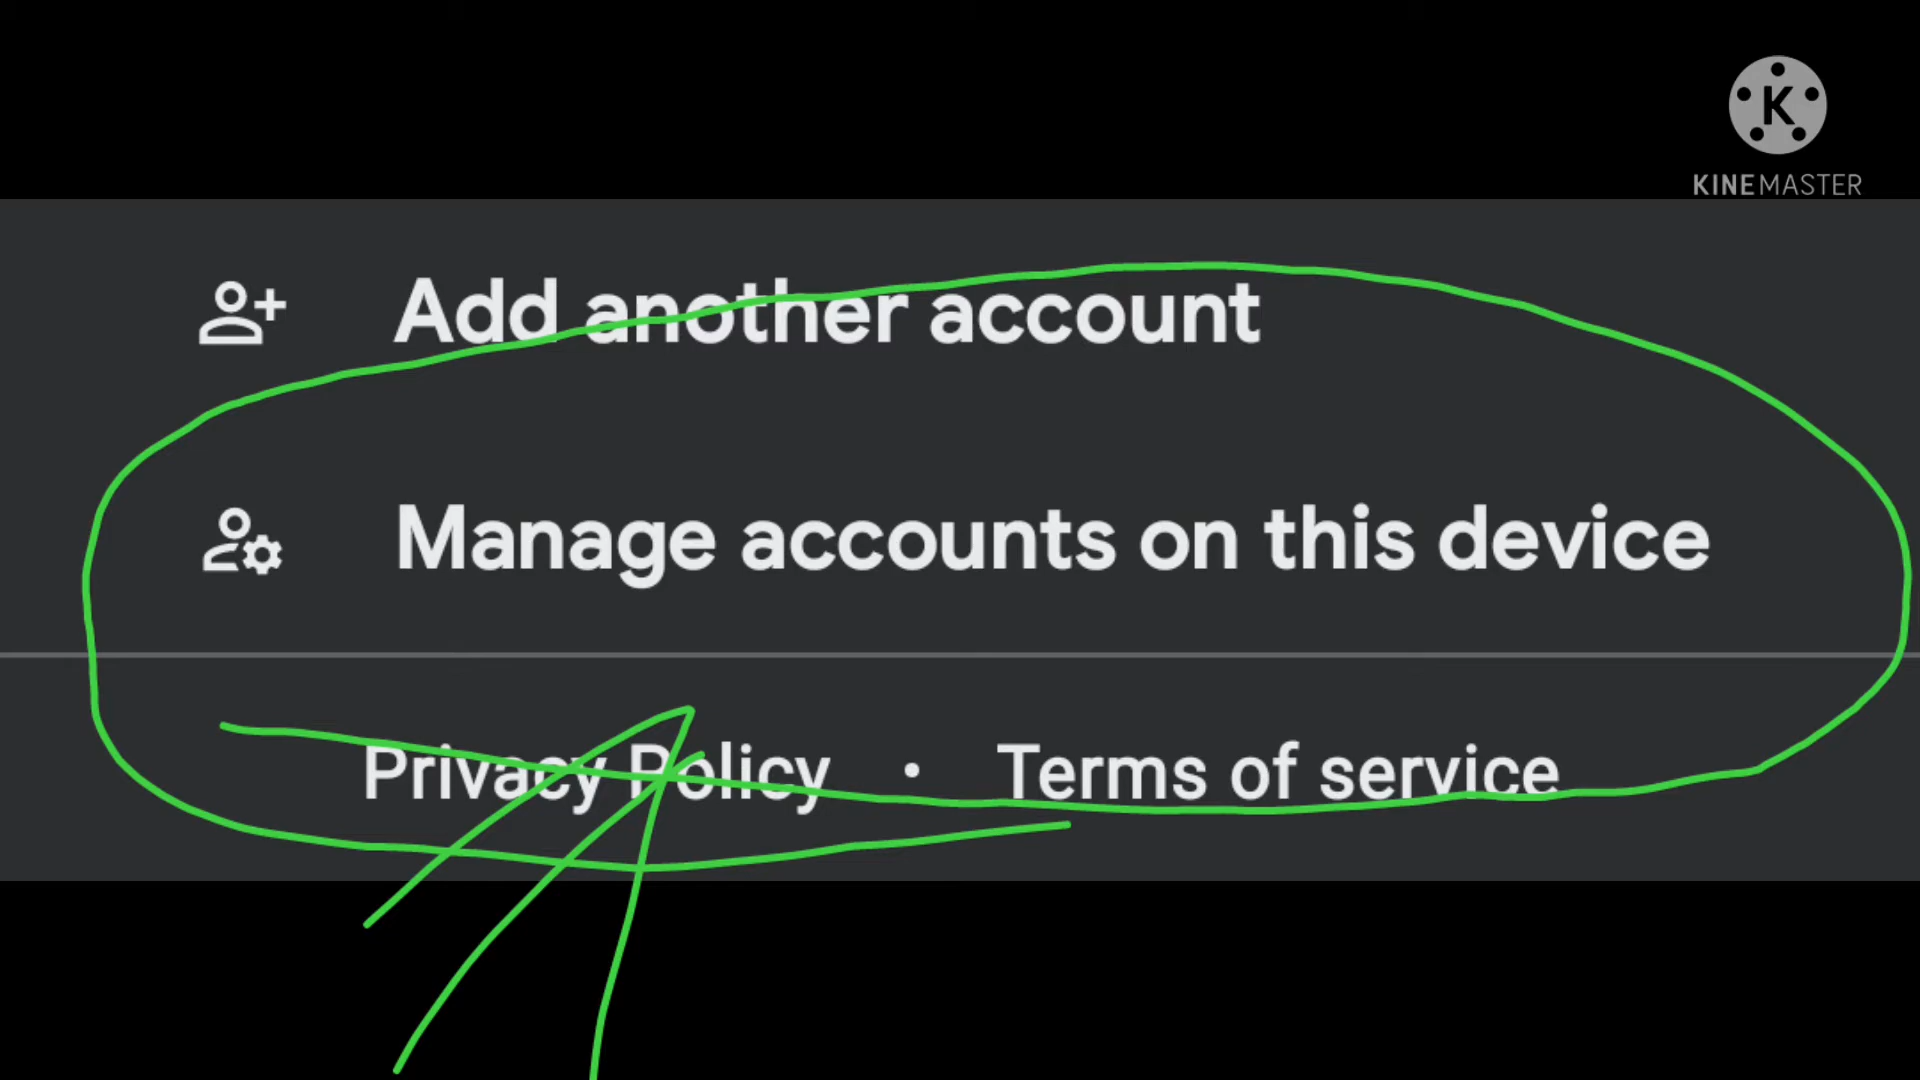 K
KINEMASTER
Add another account
Manage accounts on this device
Privacy Policy • Terms of service